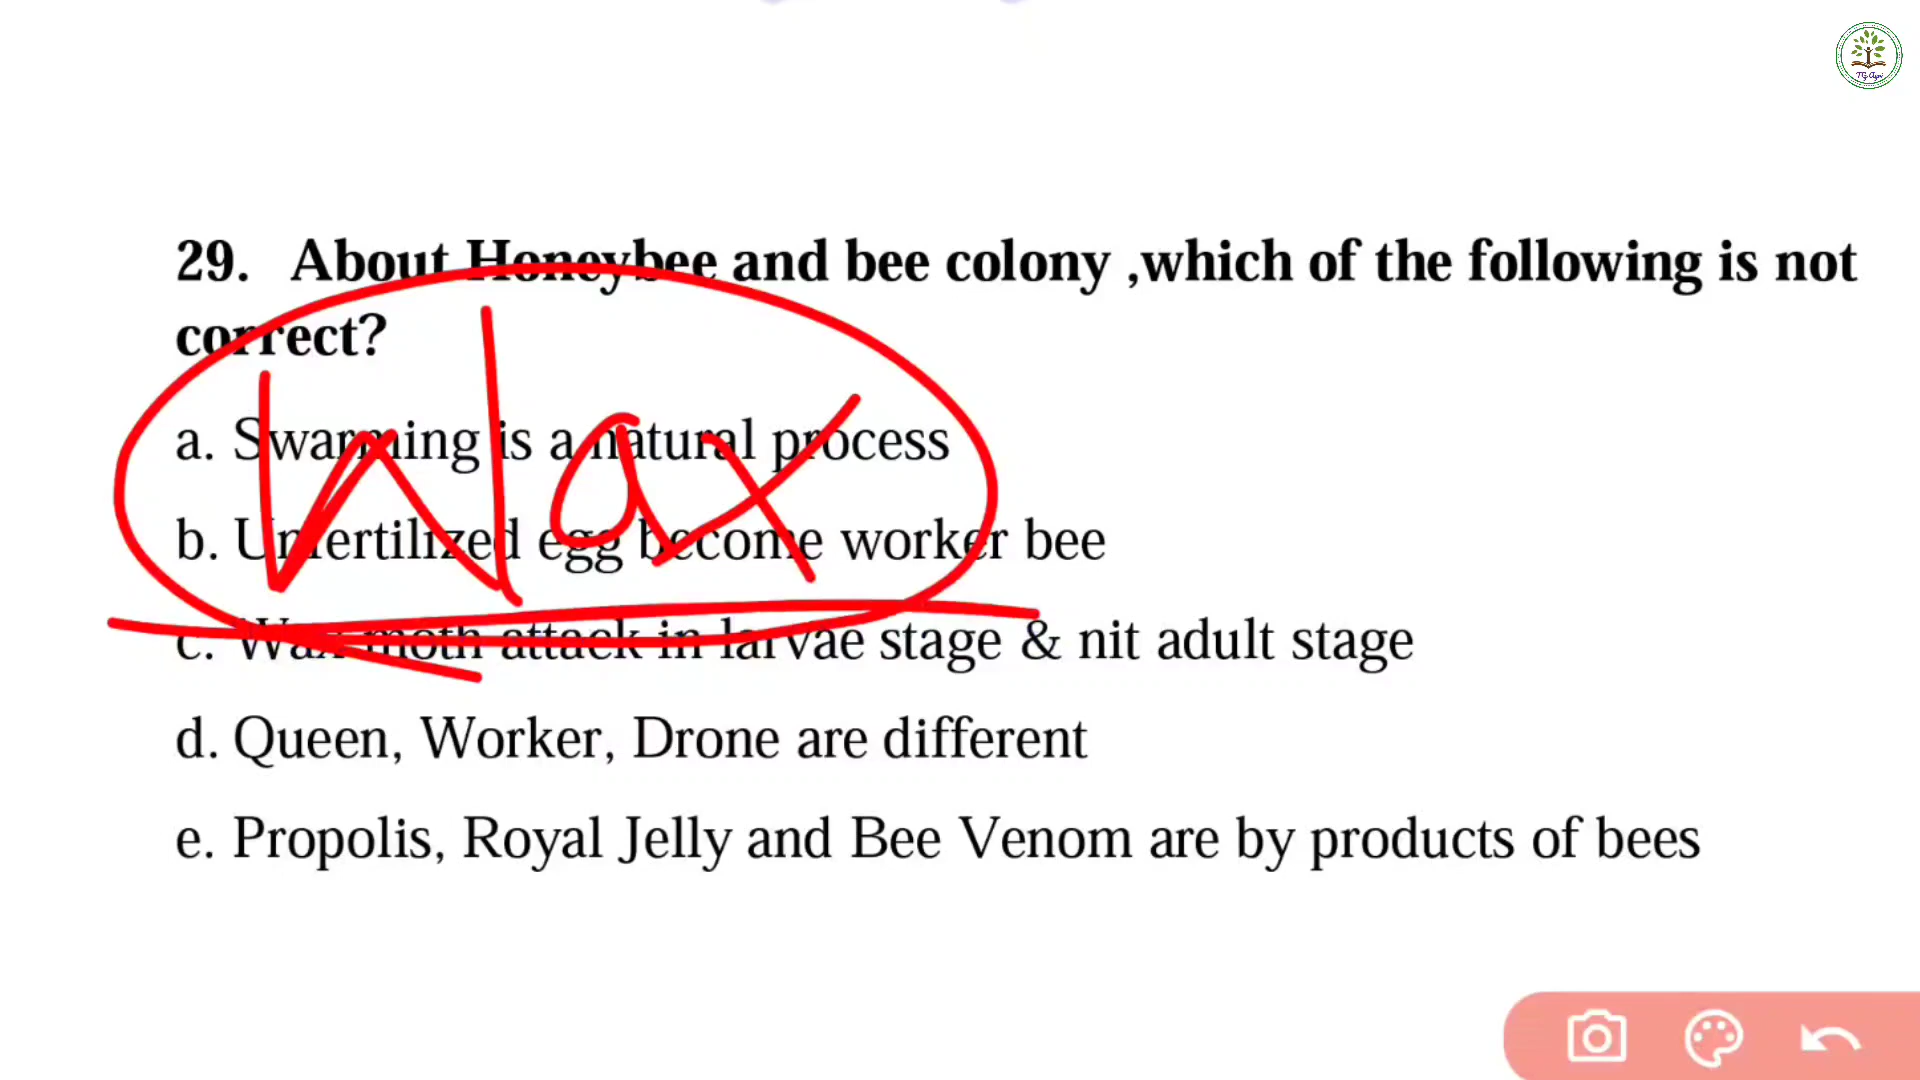 TG Agri
29. About Honeybee and bee colony ,which of the following is not
correct?
Wax
a. Swarming is a natural process
b. Unfertilized egg become worker bee
c. Wax moth attack in larvae stage & nit adult stage
d. Queen, Worker, Drone are different
e. Propolis, Royal Jelly and Bee Venom are by products of bees